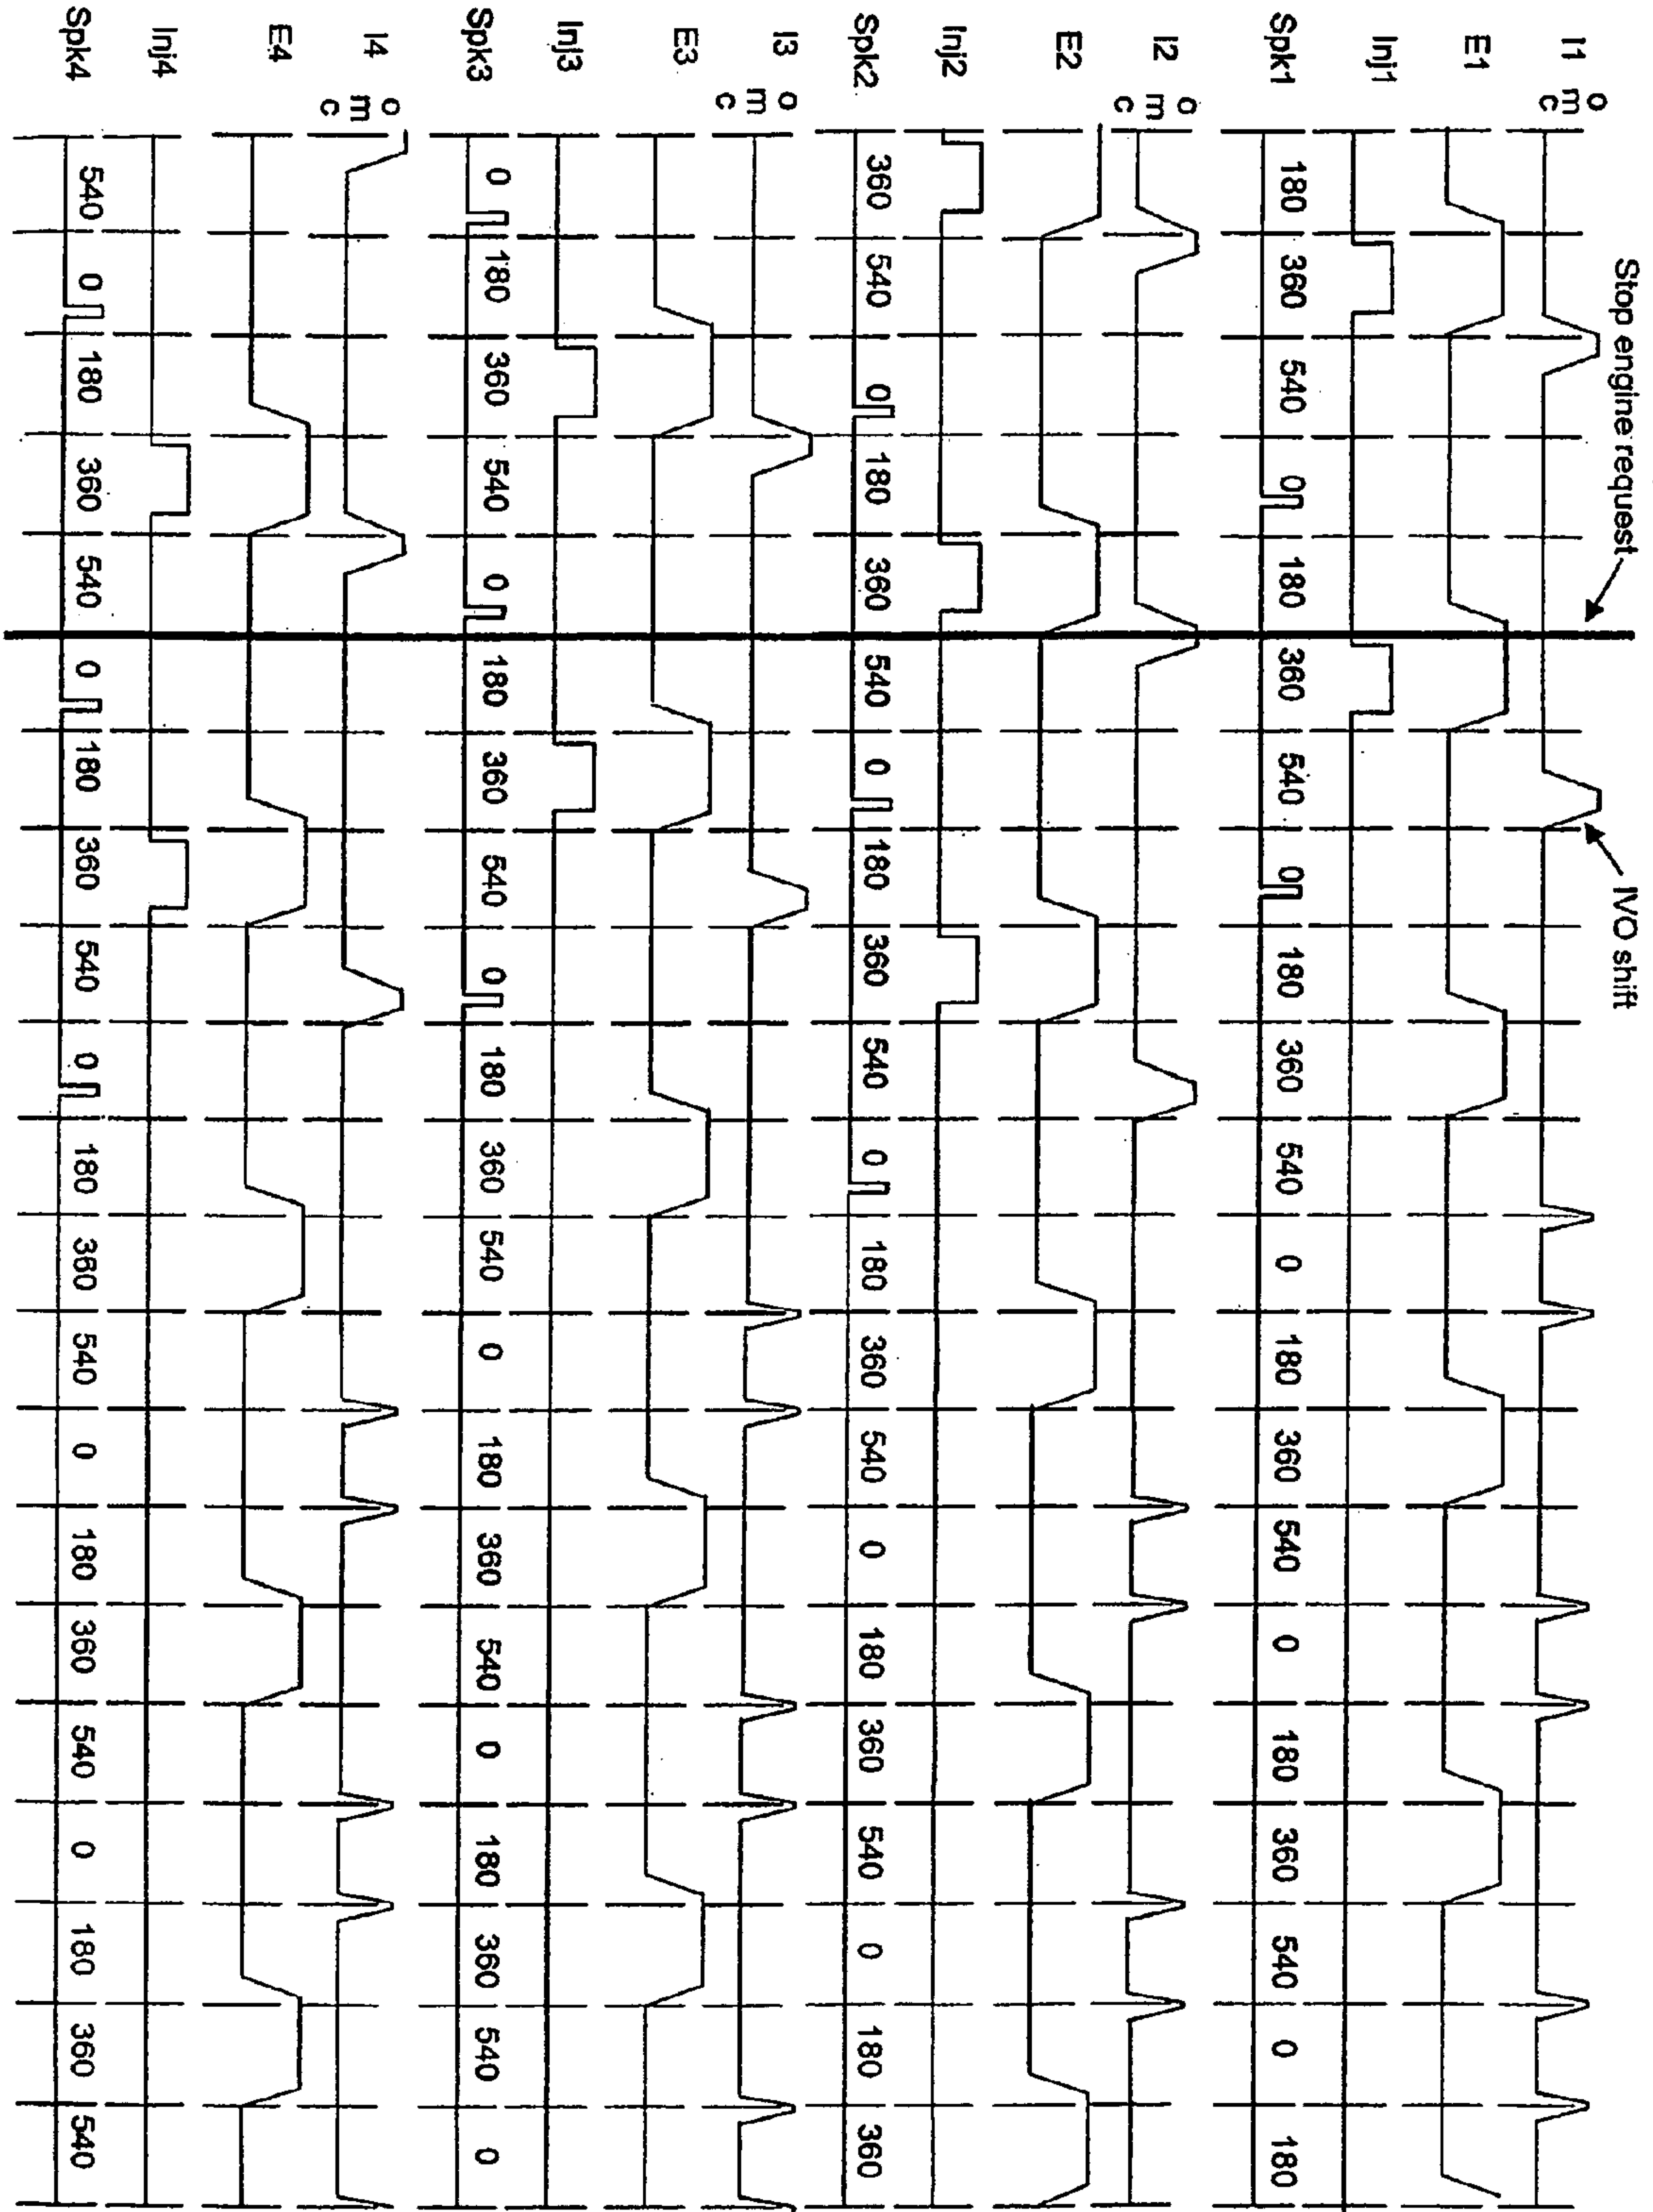 Stop engine request
IVO shift
I1
o
m
c
E1
Inj1
Spk1 180 360 540 0 180 360 540 0 180 360 540 0 180 360 540 0 180 360 540 0 180
I2
o
m
c
E2
Inj2
Spk2 360 540 0 180 360 540 0 180 360 540 0 180 360 540 0 180 360 540 0 180 360
I3
o
m
c
E3
Inj3
Spk3 0 180 360 540 0 180 360 540 0 180 360 540 0 180 360 540 0 180 360 540 0
I4
o
m
c
E4
Inj4
Spk4 540 0 180 360 540 0 180 360 540 0 180 360 540 0 180 360 540 0 180 360 540